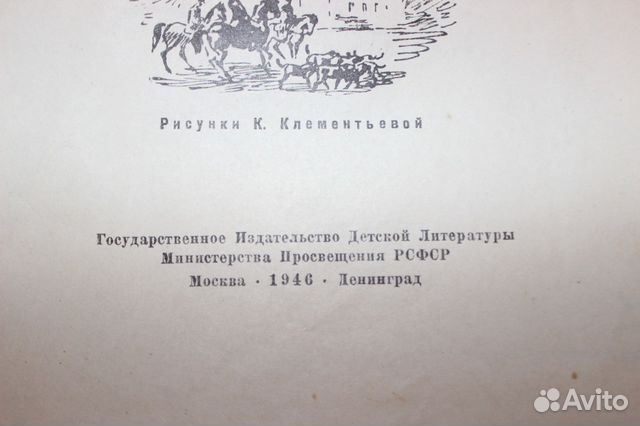 Рисунки К. Клементьевой
Государственное Издательство Детской Литературы
Министерства Просвещения РСФСР
Москва · 1946 · Ленинград
Avito